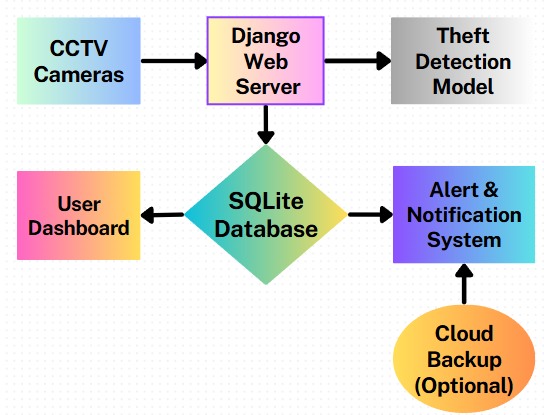 CCTV
Cameras
Django
Web
Server
Theft
Detection
Model
User
Dashboard
SQLite
Database
Alert &
Notification
System
Cloud
Backup
(Optional)